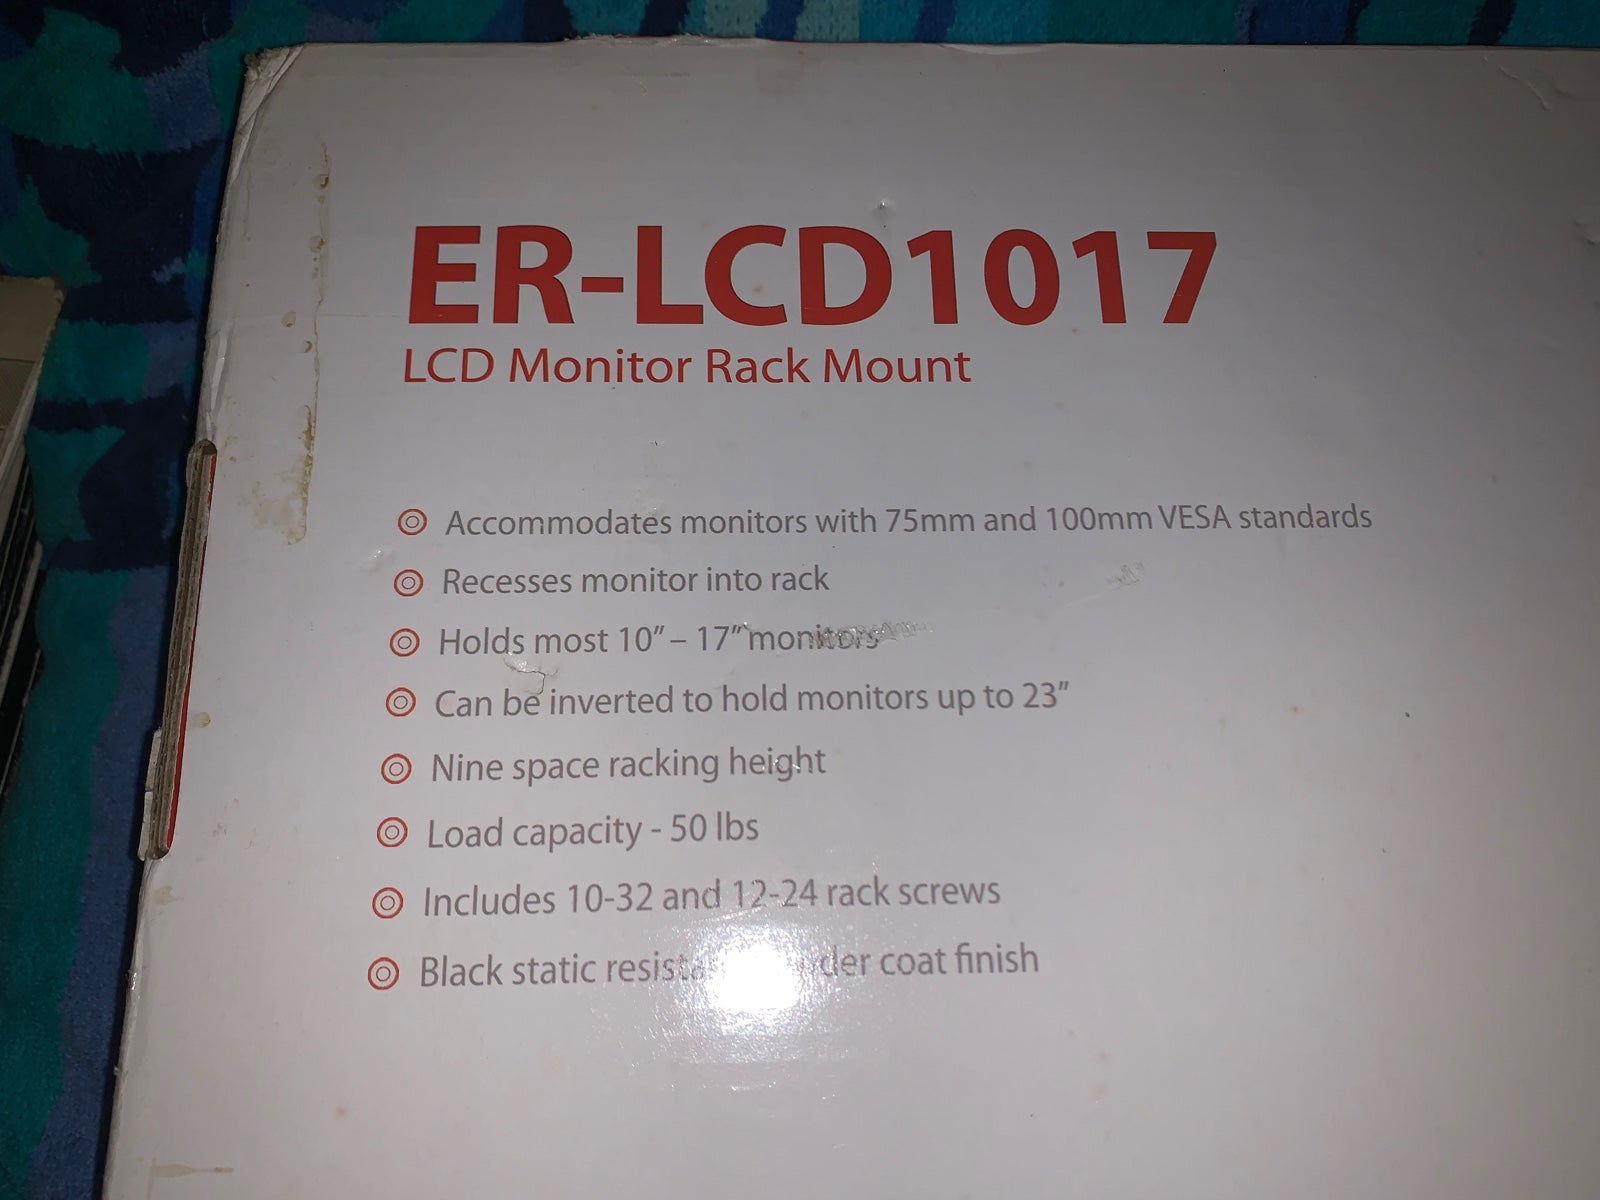 ER-LCD1017
LCD Monitor Rack Mount
Accommodates monitors with 75mm and 100mm VESA standards
Recesses monitor into rack
Holds most 10” – 17” monitors
Can be inverted to hold monitors up to 23”
Nine space racking height
Load capacity - 50 lbs
Includes 10-32 and 12-24 rack screws
Black static coat finish